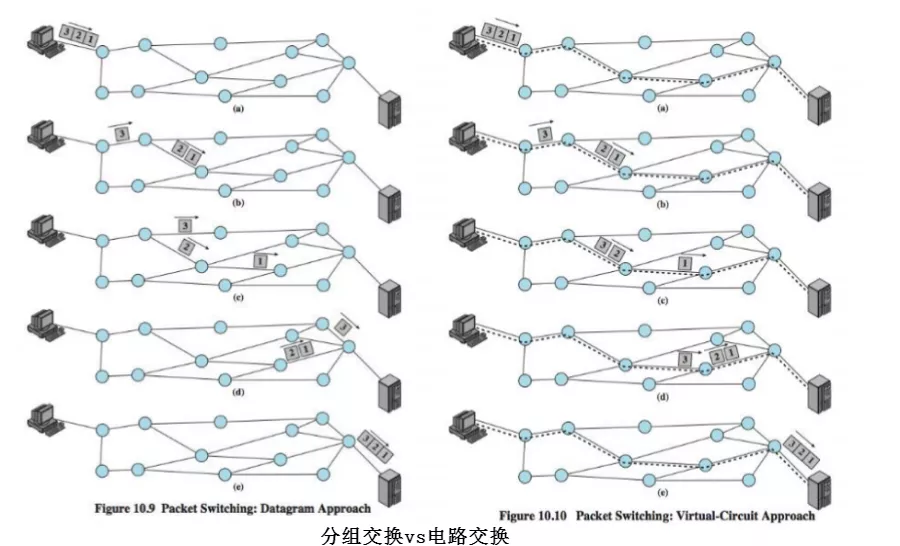 3 2 1
(a)
3
2 1
(b)
3
2
1
(c)
3
2 1
(d)
3 2 1
(e)
Figure 10.9 Packet Switching: Datagram Approach
3 2 1
(a)
3
2 1
(b)
3 2
1
(c)
3
2 1
(d)
3 2 1
(e)
Figure 10.10 Packet Switching: Virtual-Circuit Approach
分组交换vs电路交换